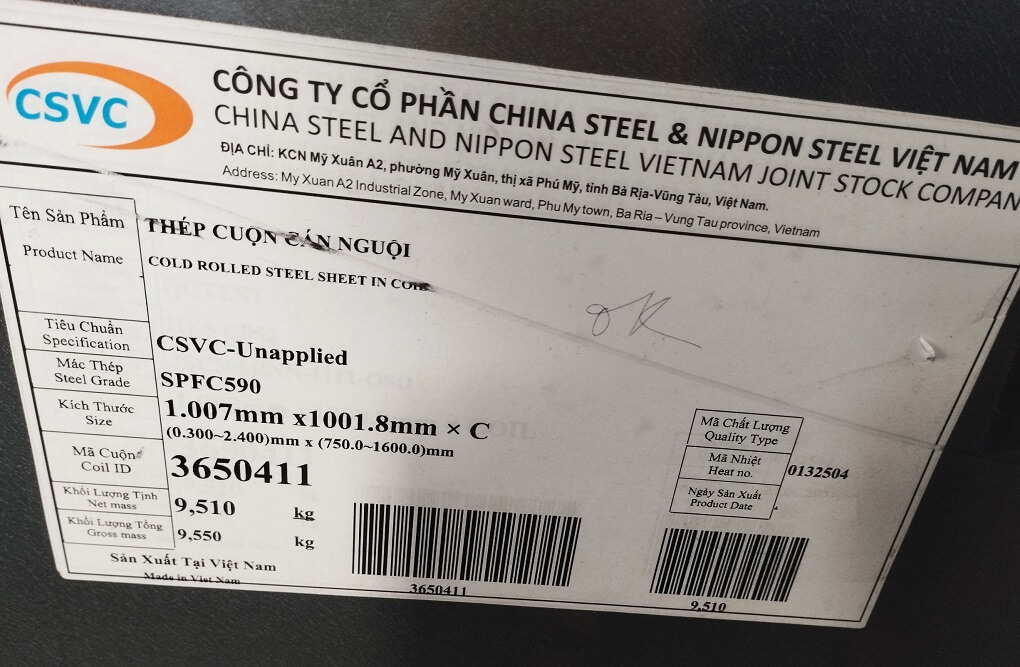 CSVC
CÔNG TY CỔ PHẦN CHINA STEEL & NIPPON STEEL VIỆT NAM
CHINA STEEL AND NIPPON STEEL VIETNAM JOINT STOCK COMPAN
ĐỊA CHỈ: KCN Mỹ Xuân A2, phường Mỹ Xuân, thị xã Phú Mỹ, tỉnh Bà Rịa-Vũng Tàu, Việt Nam.
Address: My Xuan A2 Industrial Zone, My Xuan ward, Phu My town, Ba Ria – Vung Tau province, Vietnam
Tên Sản Phẩm
Product Name
THÉP CUỘN CÁN NGUỘI
COLD ROLLED STEEL SHEET IN COIL
OK
Tiêu Chuẩn
Specification
CSVC-Unapplied
Mác Thép
Steel Grade
SPFC590
Kích Thước
Size
1.007mm x1001.8mm × C
(0.300~2.400)mm x (750.0~1600.0)mm
Mã Cuộn
Coil ID
3650411
Khối Lượng Tịnh
Net mass
9,510 kg
Khối Lượng Tổng
Gross mass
9,550 kg
Mã Chất Lượng
Quality Type
Mã Nhiệt
Heat no.
0132504
Ngày Sản Xuất
Product Date
Sản Xuất Tại Việt Nam
Made in Viet Nam
3650411
9,510